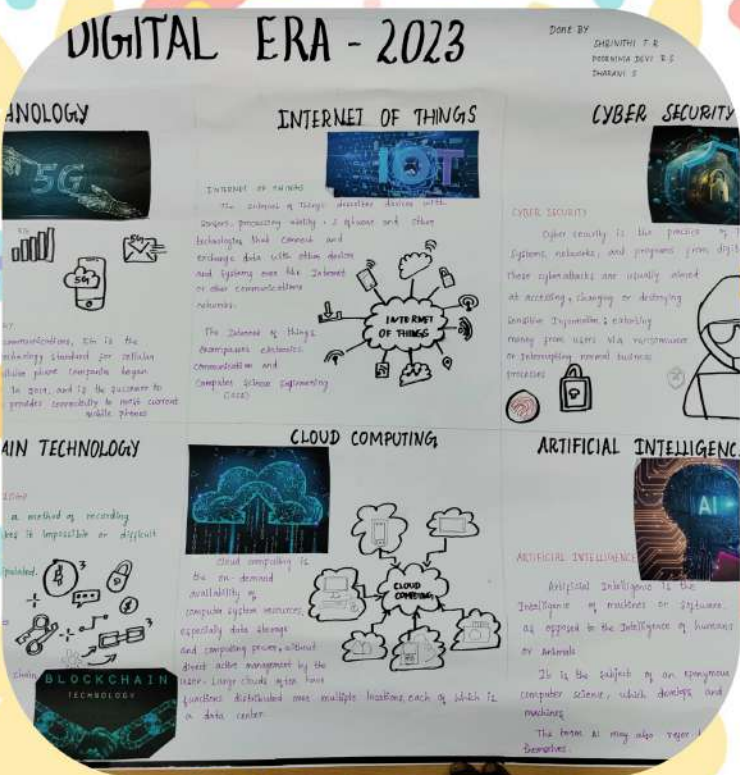 DIGITAL ERA - 2023
DONE BY
SHRINITHI T R
POORNIMA DEVI R S
DHARANI S
HNOLOGY
5G
5G
5G
communications, 5G is the
technology standard for cellular
cellular phone companies began
in 2019, and is the successor to
provides connectivity to most current
mobile phones
INTERNET OF THINGS
IOT
INTERNET OF THINGS
The Internet of Things describes devices with
sensors, processing ability, software and other
technologies that connect and
exchange data with other devices
and systems over the Internet
or other communications
networks.
The Internet of things
encompasses electronics
communication and
Computer Science Engineering
INTERNET
OF THINGS
CYBER SECURITY
CYBER SECURITY
Cyber security is the practice of
Systems, networks, and programs from digit
These cyberattacks are usually aimed
at accessing, changing or destroying
sensitive Information; extorting
money from users via ransomware
or Interrupting normal business
processes
AIN TECHNOLOGY
a method of recording
kes it impossible or difficult
chain
BLOCKCHAIN
TECHNOLOGY
CLOUD COMPUTING
Cloud computing is
the on-demand
availability of
computer system resources,
especially data storage
and computing power, without
direct active management by the
user. Large clouds often have
functions distributed over multiple locations, each of which is
a data center
CLOUD
COMPUTING
ARTIFICIAL INTELLIGENC
AI
ARTIFICIAL INTELLIGENCE
Artificial Intelligence is the
Intelligence of machines or software,
as opposed to the Intelligence of humans
or Animals
It is the subject of an eponymous
computer science, which develops and
machines
The term AI may also refer
themselves.